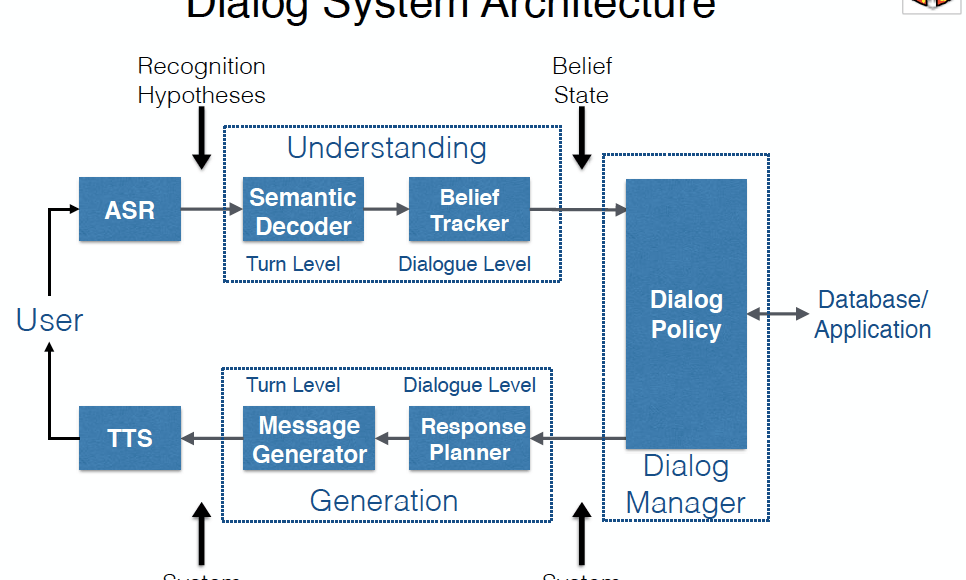 Dialog System Architecture
Recognition
Hypotheses
Belief
State
Understanding
ASR
Semantic
Decoder
Belief
Tracker
Turn Level
Dialogue Level
User
Dialog
Policy
Database/
Application
Turn Level
Dialogue Level
TTS
Message
Generator
Response
Planner
Generation
Dialog
Manager
System
System